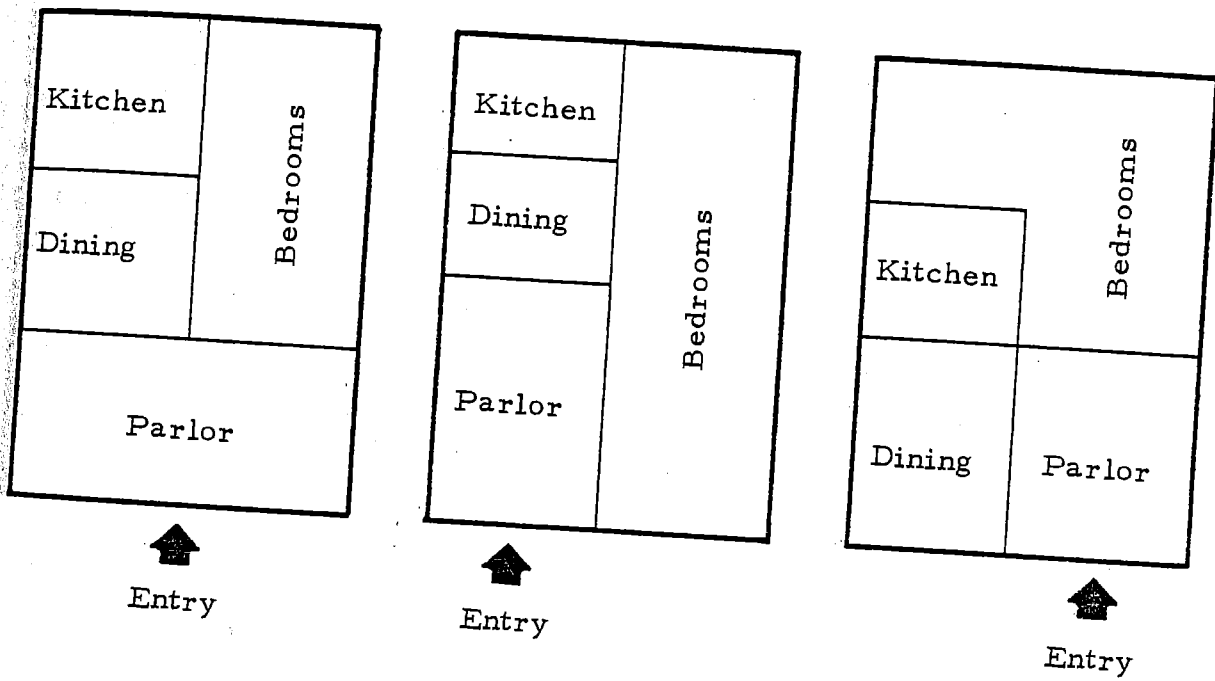 Kitchen
Dining
Bedrooms
Parlor
Entry
Kitchen
Dining
Bedrooms
Parlor
Entry
Bedrooms
Kitchen
Dining
Parlor
Entry